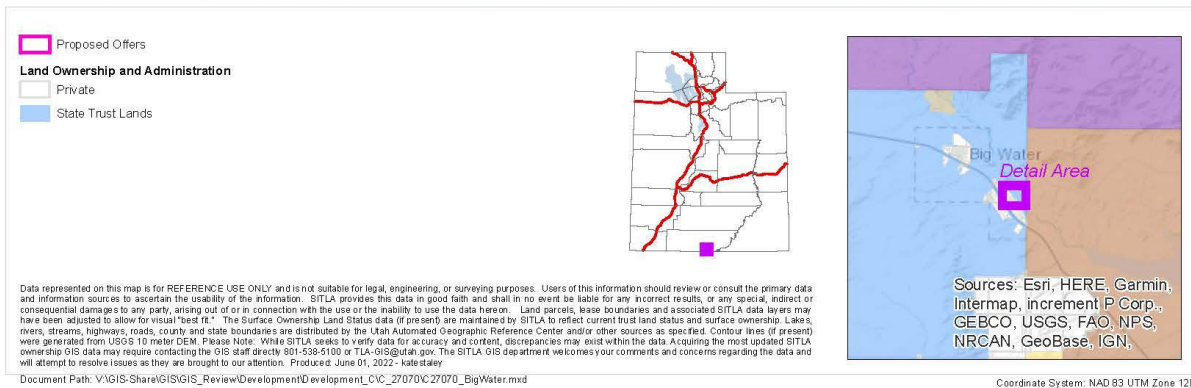 Proposed Offers
Land Ownership and Administration
Private
State Trust Lands
Big Water
Detail Area
Sources: Esri, HERE, Garmin,
Intermap, increment P Corp.,
GEBCO, USGS, FAO, NPS,
NRCAN, GeoBase, IGN,
Data represented on this map is for REFERENCE USE ONLY and is not suitable for legal, engineering, or surveying purposes. Users of this information should review or consult the primary data
and information sources to ascertain the usability of the information. SITLA provides this data in good faith and shall in no event be liable for any incorrect results, or any special, indirect or
consequential damages to any party, arising out of or in connection with the use or the inability to use the data hereon. Land parcels, lease boundaries and associated SITLA data layers may
have been adjusted to allow for visual "best fit." The Surface Ownership Land Status data (if present) are maintained by SITLA to reflect current trust land status and surface ownership. Lakes,
rivers, streams, highways, roads, county and state boundaries are distributed by the Utah Automated Geographic Reference Center and/or other sources as specified. Contour lines (if present)
were generated from USGS 10 meter DEM. Please Note: While SITLA seeks to verify data for accuracy and content, discrepancies may exist within the data. Acquiring the most updated SITLA
ownership GIS data may require contacting the GIS staff directly 801-538-5100 or TLA-GIS@utah.gov. The SITLA GIS department welcomes your comments and concerns regarding the data and
will attempt to resolve issues as they are brought to our attention. Produced: June 01, 2022 - katestaley
Document Path: V:\GIS-Share\GIS\GIS_Review\Development\Development_C\C_27070\C27070_BigWater.mxd
Coordinate System: NAD 83 UTM Zone 12